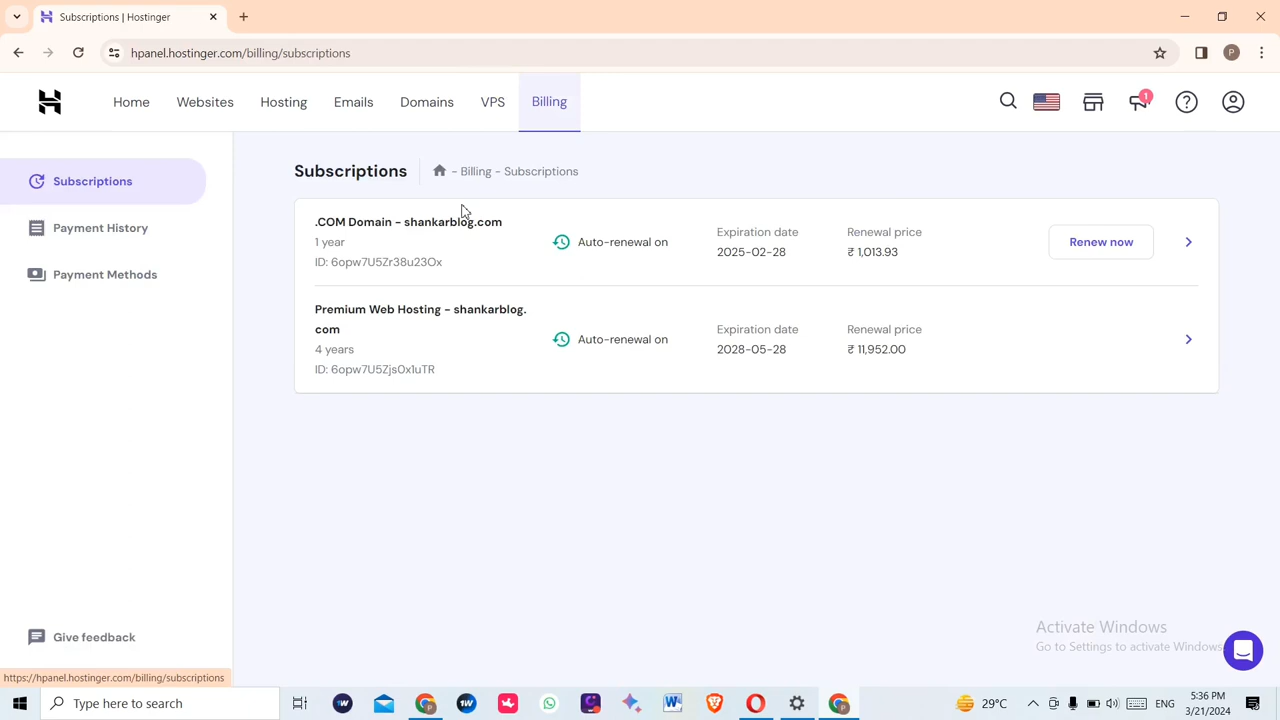 Subscriptions | Hostinger
hpanel.hostinger.com/billing/subscriptions
P
Home Websites Hosting Emails Domains VPS Billing
1
Subscriptions
Payment History
Payment Methods
Give feedback
Subscriptions - Billing - Subscriptions
.COM Domain - shankarblog.com
1 year
ID: 6opw7U5Zr38u23Ox
Auto-renewal on
Expiration date
2025-02-28
Renewal price
₹ 1,013.93
Renew now
Premium Web Hosting - shankarblog.
com
4 years
ID: 6opw7U5Zjs0x1uTR
Auto-renewal on
Expiration date
2028-05-28
Renewal price
₹ 11,952.00
Activate Windows
Go to Settings to activate Windows.
https://hpanel.hostinger.com/billing/subscriptions
Type here to search
29°C
ENG
5:36 PM
3/21/2024